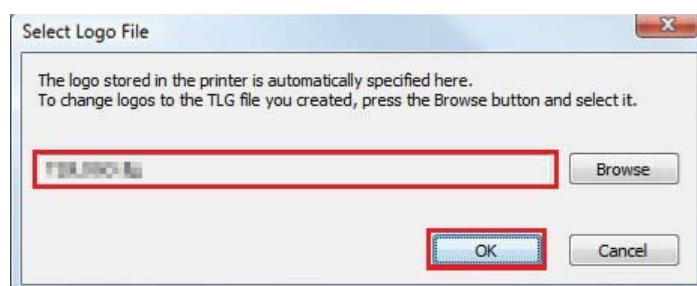 Select Logo File
The logo stored in the printer is automatically specified here.
To change logos to the TLG file you created, press the Browse button and select it.
Browse
OK
Cancel